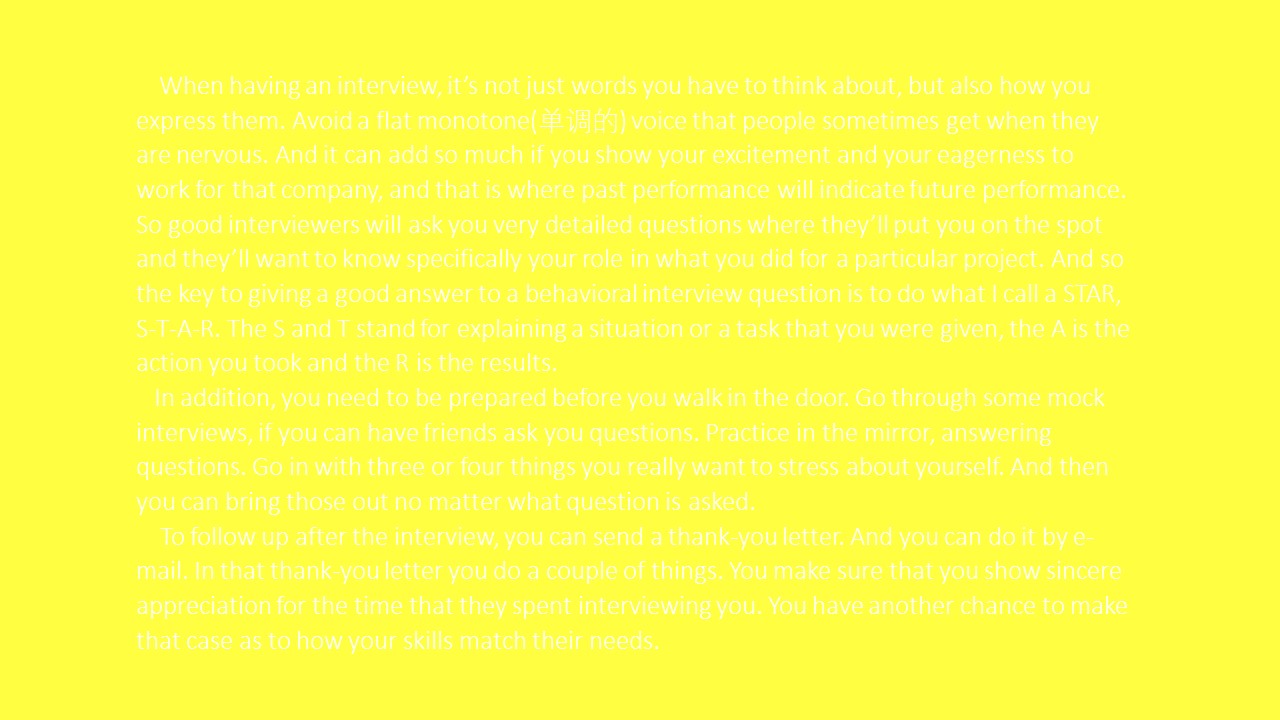 When having an interview, it‘s not just words you have to think about, but also how you
express them. Avoid a flat monotone(单调的) voice that people sometimes get when they
are nervous. And it can add so much if you show your excitement and your eagerness to
work for that company, and that is where past performance will indicate future performance.
So good interviewers will ask you very detailed questions where they’ll put you on the spot
and they’ll want to know specifically your role in what you did for a particular project. And so
the key to giving a good answer to a behavioral interview question is to do what I call a STAR,
S-T-A-R. The S and T stand for explaining a situation or a task that you were given, the A is the
action you took and the R is the results.
In addition, you need to be prepared before you walk in the door. Go through some mock
interviews, if you can have friends ask you questions. Practice in the mirror, answering
questions. Go in with three or four things you really want to stress about yourself. And then
you can bring those out no matter what question is asked.
To follow up after the interview, you can send a thank-you letter. And you can do it by e-
mail. In that thank-you letter you do a couple of things. You make sure that you show sincere
appreciation for the time that they spent interviewing you. You have another chance to make
that case as to how your skills match their needs.